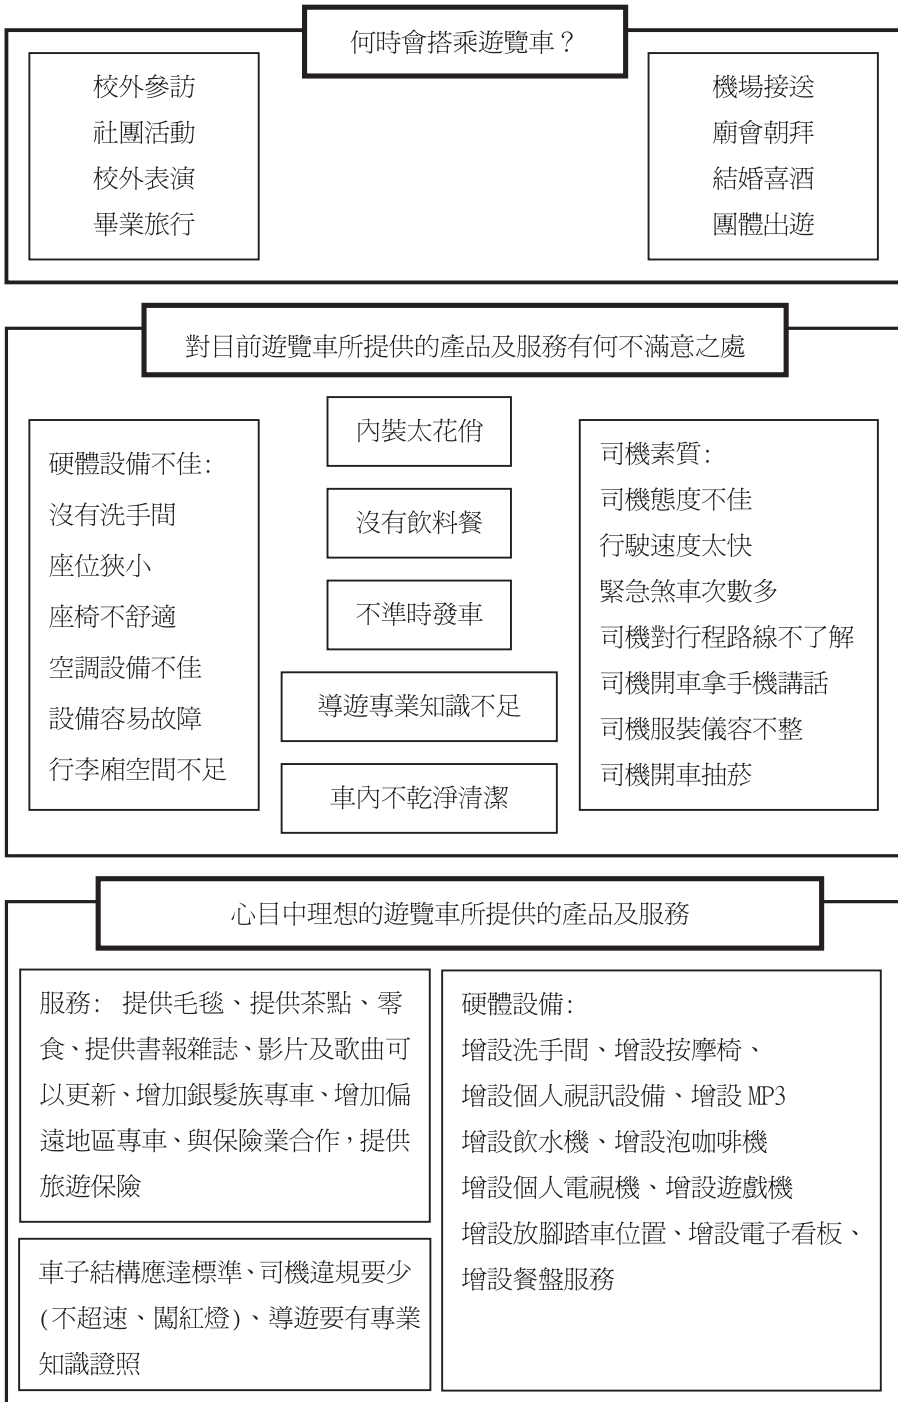 何時會搭乘遊覽車?
校外參訪
社團活動
校外表演
畢業旅行
機場接送
廟會朝拜
結婚喜酒
團體出遊
對目前遊覽車所提供的產品及服務有何不滿意之處
硬體設備不佳:
沒有洗手間
座位狹小
座椅不舒適
空調設備不佳
設備容易故障
行李廂空間不足
內裝太花俏
沒有飲料餐
不準時發車
導遊專業知識不足
車內不乾淨清潔
司機素質:
司機態度不佳
行駛速度太快
緊急煞車次數多
司機對行程路線不了解
司機開車拿手機講話
司機服裝儀容不整
司機開車抽菸
心目中理想的遊覽車所提供的產品及服務
服務: 提供毛毯、提供茶點、零
食、提供書報雜誌、影片及歌曲可
以更新、增加銀髮族專車、增加偏
遠地區專車、與保險業合作,提供
旅遊保險
車子結構應達標準、司機違規要少
(不超速、闖紅燈)、導遊要有專業
知識證照
硬體設備:
增設洗手間、增設按摩椅、
增設個人視訊設備、增設 MP3
增設飲水機、增設泡咖啡機
增設個人電視機、增設遊戲機
增設放腳踏車位置、增設電子看板、
增設餐盤服務